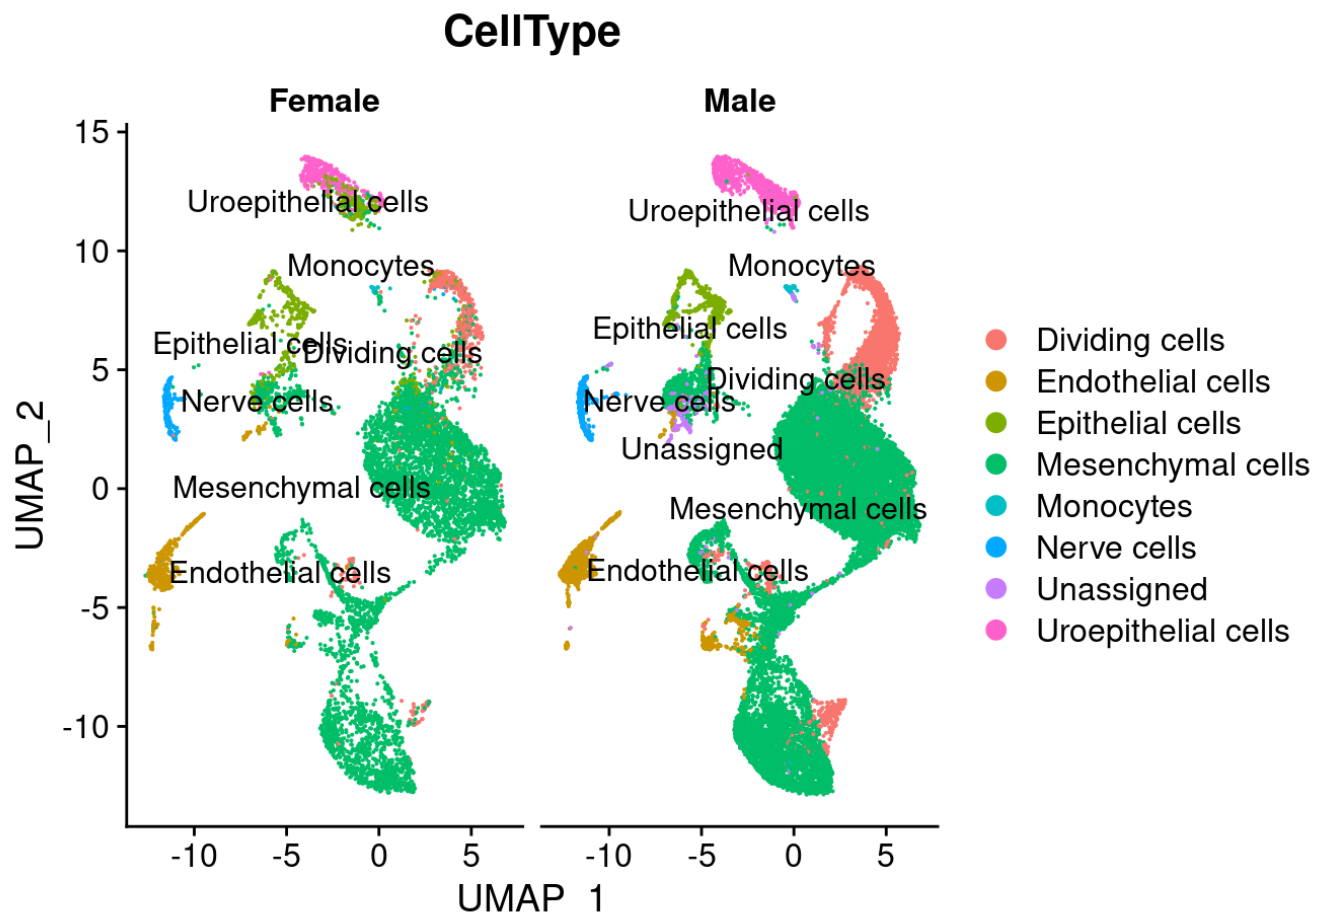 CellType
Female
Male
15
10
5
0
-5
-10
UMAP_2
Uroepithelial cells
Monocytes
Epithelial cells
Dividing cells
Nerve cells
Mesenchymal cells
Endothelial cells
Uroepithelial cells
Monocytes
Epithelial cells
Dividing cells
Nerve cells
Unassigned
Mesenchymal cells
Endothelial cells
-10 -5 0 5
-10 -5 0 5
UMAP_1
Dividing cells
Endothelial cells
Epithelial cells
Mesenchymal cells
Monocytes
Nerve cells
Unassigned
Uroepithelial cells